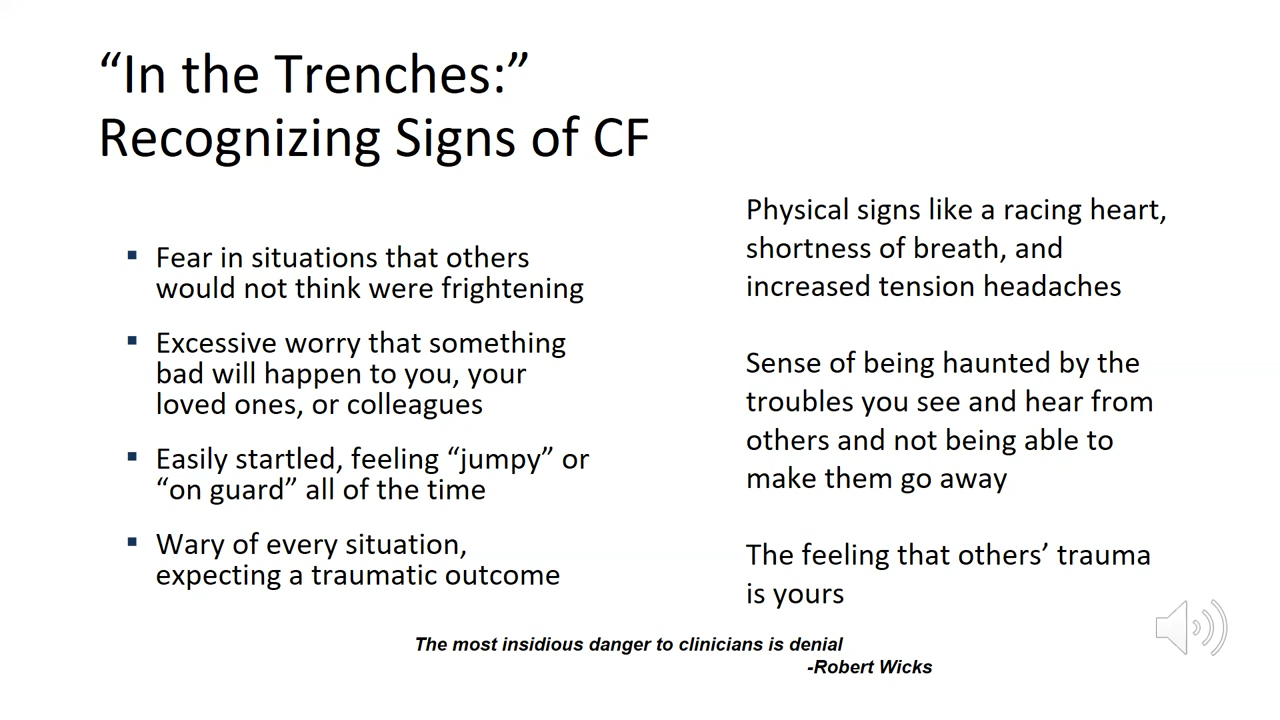 “In the Trenches:”
Recognizing Signs of CF
▪ Fear in situations that others
would not think were frightening
▪ Excessive worry that something
bad will happen to you, your
loved ones, or colleagues
▪ Easily startled, feeling “jumpy” or
“on guard” all of the time
▪ Wary of every situation,
expecting a traumatic outcome
Physical signs like a racing heart,
shortness of breath, and
increased tension headaches
Sense of being haunted by the
troubles you see and hear from
others and not being able to
make them go away
The feeling that others’ trauma
is yours
The most insidious danger to clinicians is denial
-Robert Wicks